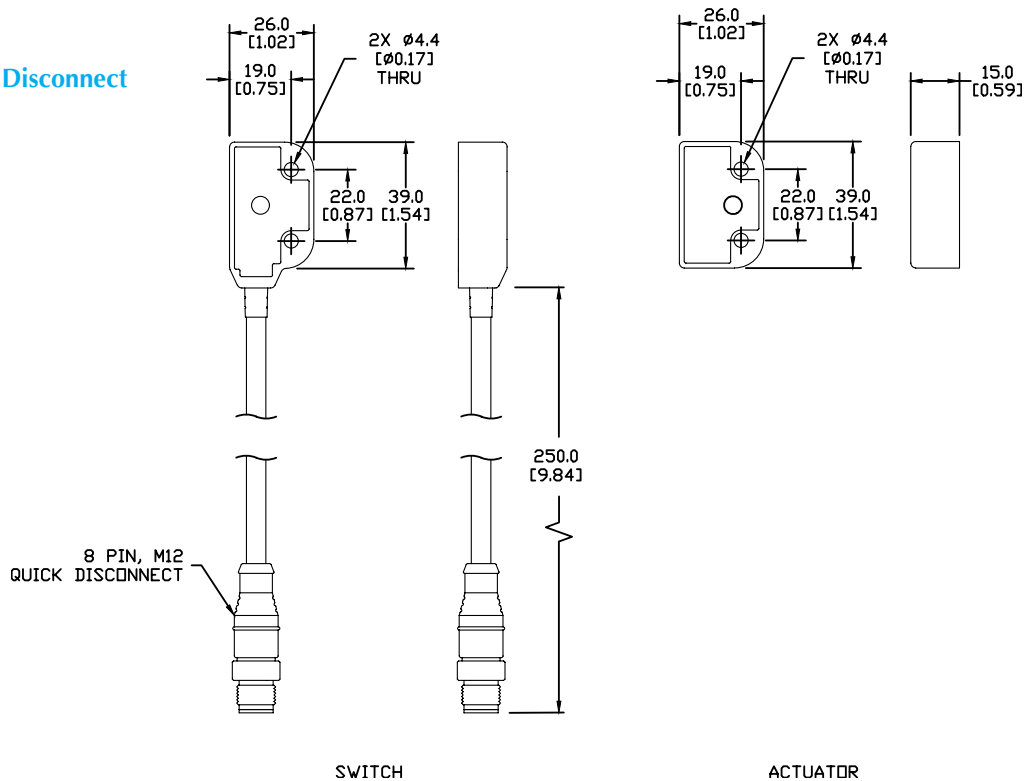 Disconnect
26.0
[1.02]
19.0
[0.75]
2X ø4.4
[ø0.17]
THRU
22.0
[0.87]
39.0
[1.54]
250.0
[9.84]
8 PIN, M12
QUICK DISCONNECT
SWITCH
26.0
[1.02]
19.0
[0.75]
2X ø4.4
[ø0.17]
THRU
15.0
[0.59]
22.0
[0.87]
39.0
[1.54]
ACTUATOR